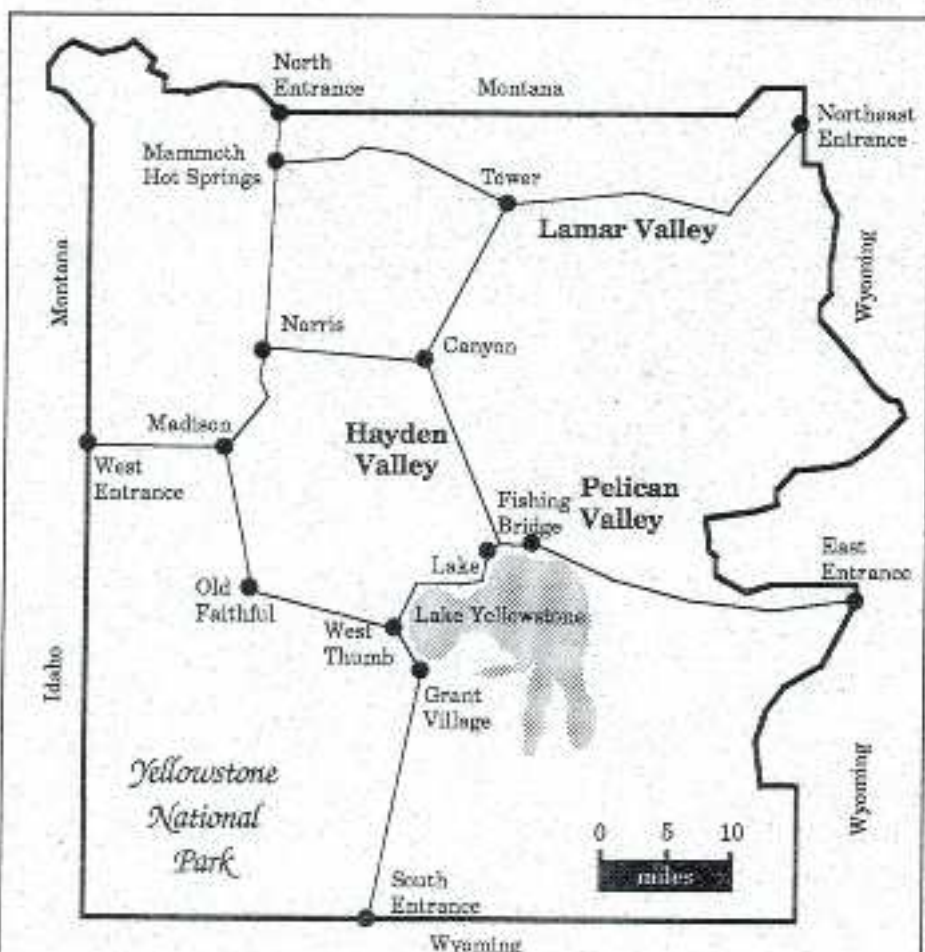 North
Entrance
Montana
Northeast
Entrance
Mammoth
Hot Springs
Tower
Lamar Valley
Montana
Wyoming
Norris
Canyon
Madison
Hayden
Valley
West
Entrance
Fishing
Bridge
Pelican
Valley
Lake
East
Entrance
Old
Faithful
Lake Yellowstone
West
Thumb
Idaho
Grant
Village
Yellowstone
National
Park
Wyoming
0 5 10
miles
South
Entrance
Wyoming